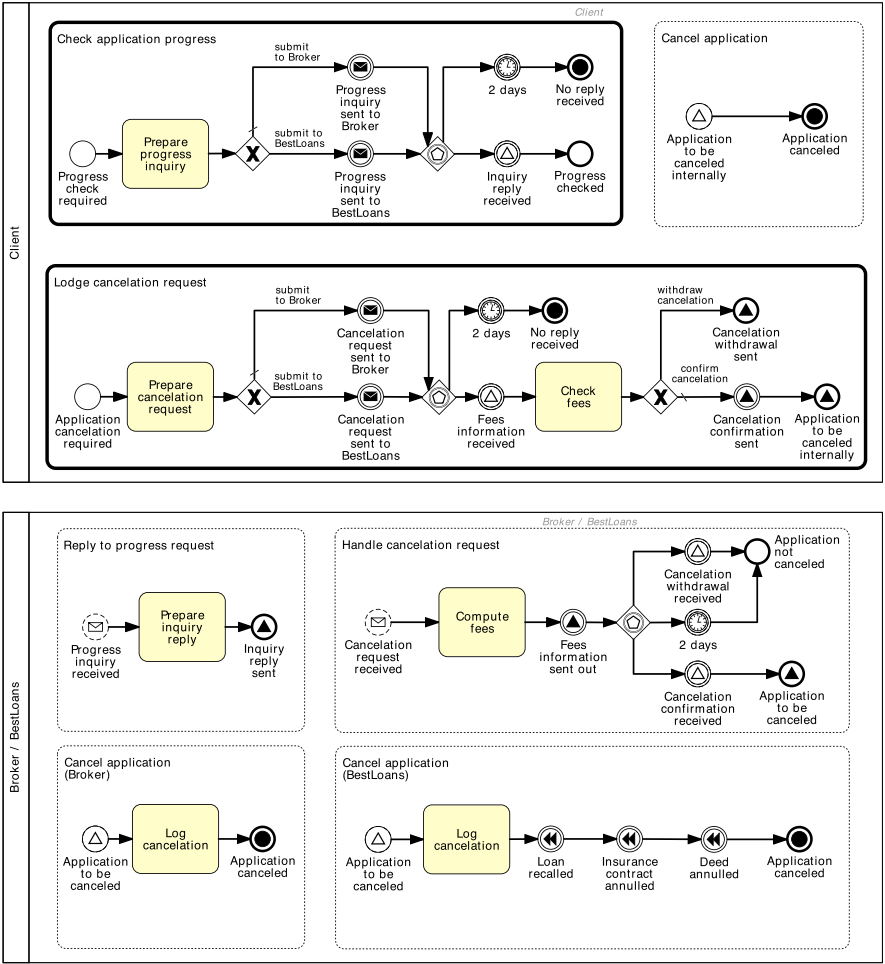 Client
Client
Check application progress
submit
to Broker
Progress
inquiry
sent to
Broker
2 days
No reply
received
Progress
check
required
Prepare
progress
inquiry
submit to
BestLoans
Progress
inquiry
sent to
BestLoans
Inquiry
reply
received
Progress
checked
Cancel application
Application
to be
canceled
internally
Application
canceled
Lodge cancelation request
submit
to Broker
Cancelation
request
sent to
Broker
2 days
No reply
received
withdraw
cancelation
Cancelation
withdrawal
sent
Application
cancelation
required
Prepare
cancelation
request
submit to
BestLoans
Cancelation
request
sent to
BestLoans
Fees
information
received
Check
fees
confirm
cancelation
Cancelation
confirmation
sent
Application
to be
canceled
internally
Broker / BestLoans
Broker / BestLoans
Reply to progress request
Progress
inquiry
received
Prepare
inquiry
reply
Inquiry
reply
sent
Handle cancelation request
Cancelation
request
received
Compute
fees
Fees
information
sent out
Cancelation
withdrawal
received
Application
not
canceled
2 days
Cancelation
confirmation
received
Application
to be
canceled
Cancel application
(Broker)
Application
to be
canceled
Log
cancelation
Application
canceled
Cancel application
(BestLoans)
Application
to be
canceled
Log
cancelation
Loan
recalled
Insurance
contract
annulled
Deed
annulled
Application
canceled